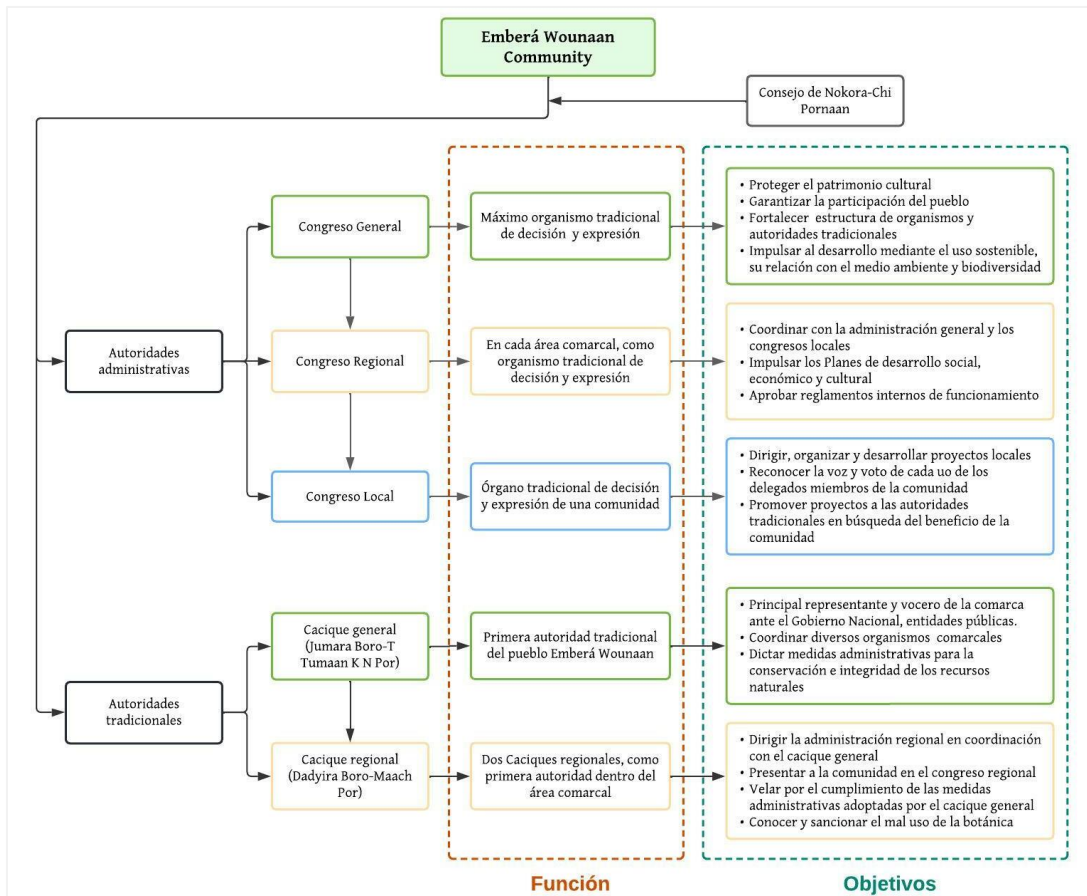 Emberá Wounaan
Community
Consejo de Nokora-Chi
Pornaan
Congreso General
Máximo organismo tradicional
de decisión y expresión
• Proteger el patrimonio cultural
• Garantizar la participación del pueblo
• Fortalecer estructura de organismos y
autoridades tradicionales
• Impulsar al desarrollo mediante el uso sostenible,
su relación con el medio ambiente y biodiversidad
Autoridades
administrativas
Congreso Regional
En cada área comarcal, como
organismo tradicional de
decisión y expresión
• Coordinar con la administración general y los
congresos locales
• Impulsar los Planes de desarrollo social,
económico y cultural
• Aprobar reglamentos internos de funcionamiento
Congreso Local
Órgano tradicional de decisión
y expresión de una comunidad
• Dirigir, organizar y desarrollar proyectos locales
• Reconocer la voz y voto de cada uo de los
delegados miembros de la comunidad
• Promover proyectos a las autoridades
tradicionales en búsqueda del beneficio de la
comunidad
Autoridades
tradicionales
Cacique general
(Jumara Boro-T
Tumaan K N Por)
Primera autoridad tradicional
del pueblo Emberá Wounaan
• Principal representante y vocero de la comarca
ante el Gobierno Nacional, entidades públicas.
• Coordinar diversos organismos comarcales
• Dictar medidas administrativas para la
conservación e integridad de los recursos
naturales
Cacique regional
(Dadyira Boro-Maach
Por)
Dos Caciques regionales, como
primera autoridad dentro del
área comarcal
• Dirigir la administración regional en coordinación
con el cacique general
• Presentar a la comunidad en el congreso regional
• Velar por el cumplimiento de las medidas
administrativas adoptadas por el cacique general
• Conocer y sancionar el mal uso de la botánica
Función
Objetivos